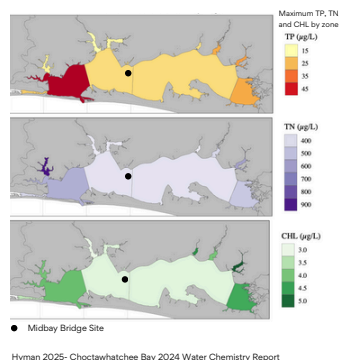 Maximum TP, TN
and CHL by zone
TP (µg/L)
15
25
35
45
TN (µg/L)
400
500
600
700
800
900
CHL (µg/L)
3.0
3.5
4.0
4.5
5.0
Midbay Bridge Site
Hyman 2025- Choctawhatchee Bay 2024 Water Chemistry Report